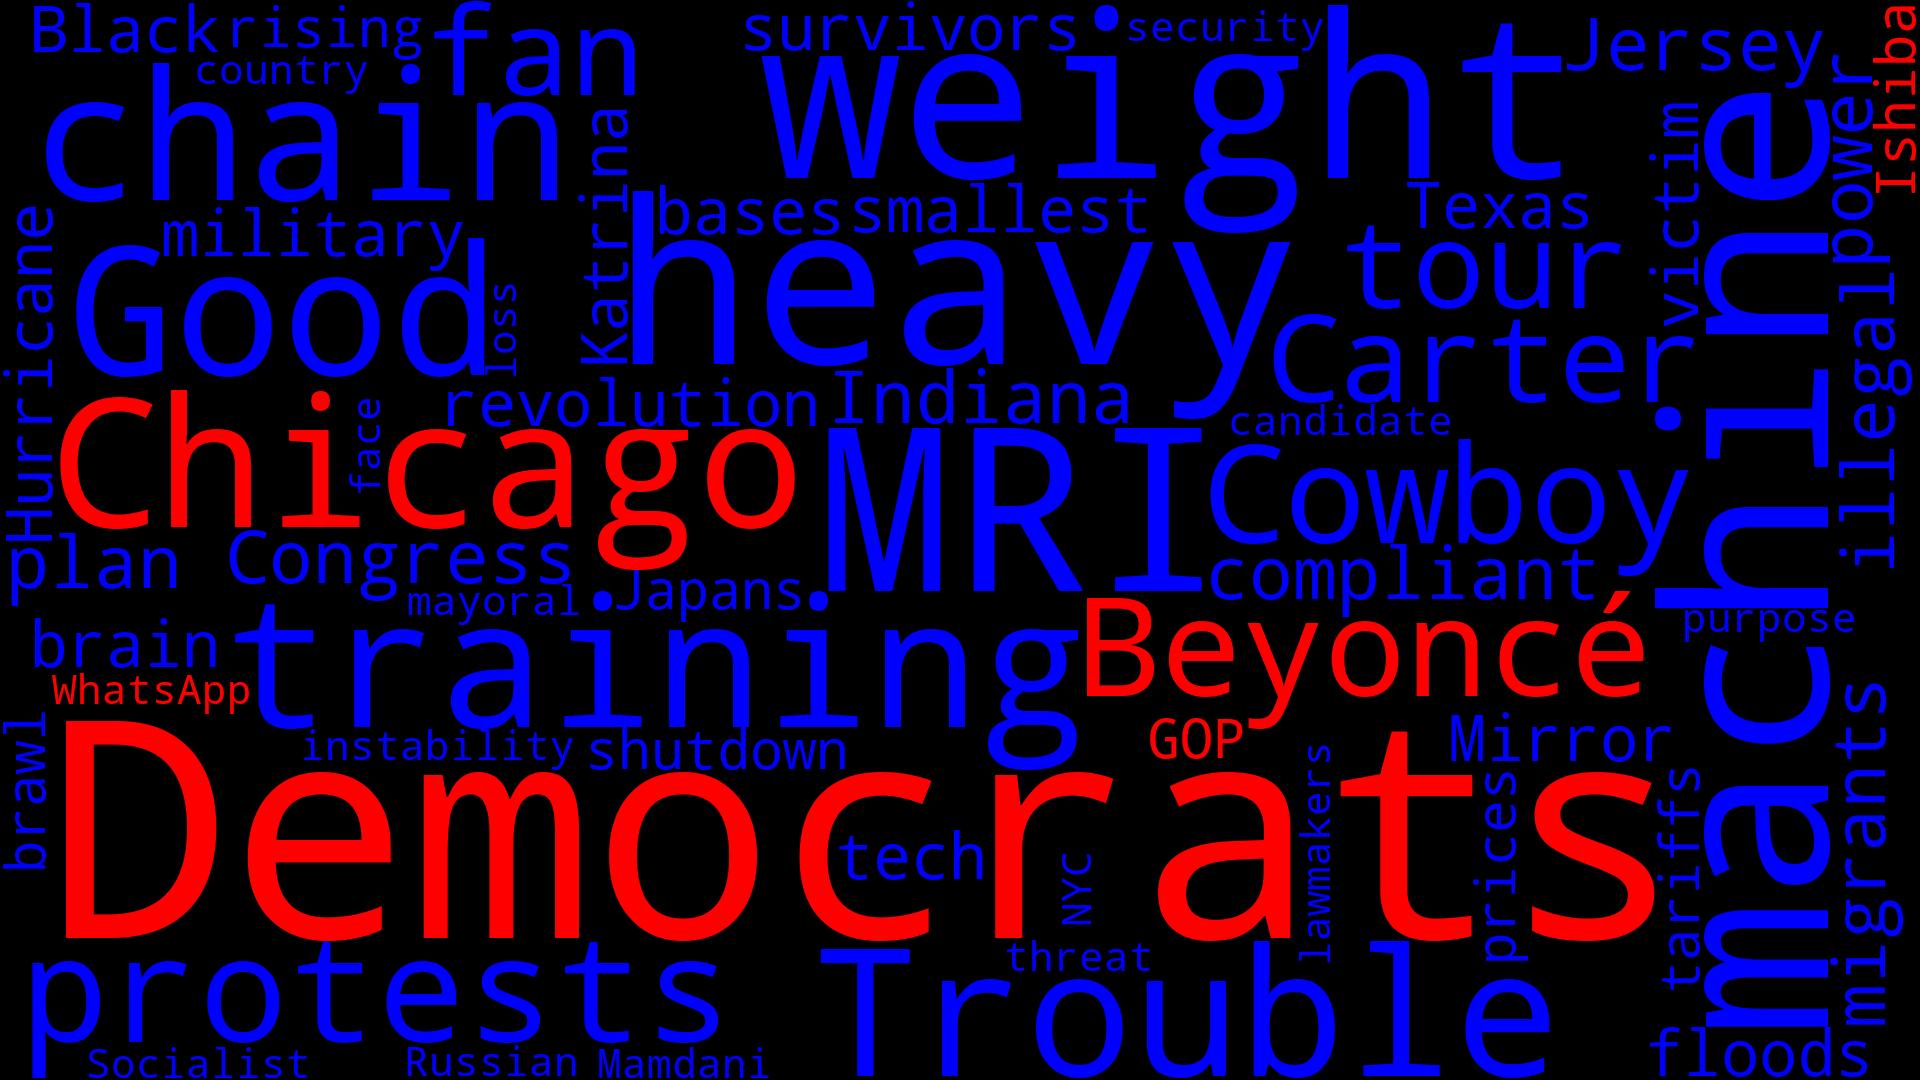 Black
rising
fan
survivors
security
Jersey
Ishiba
country
chain
weight
power
Katrina
victim
military
bases
smallest
Texas
Hurricane
Good
loss
heavy
tour
illegal
Carter
Chicago
face
revolution
Indiana
candidate
MRI
Cowboy
machine
plan
Congress
mayoral
Japans
compliant
brain
training
Beyoncé
purpose
WhatsApp
brawl
instability
shutdown
GOP
Mirror
migrants
Democrats
tech
NYC
lawmakers
prices
tariffs
protests
threat
Trouble
floods
Socialist
Russian
Mamdani